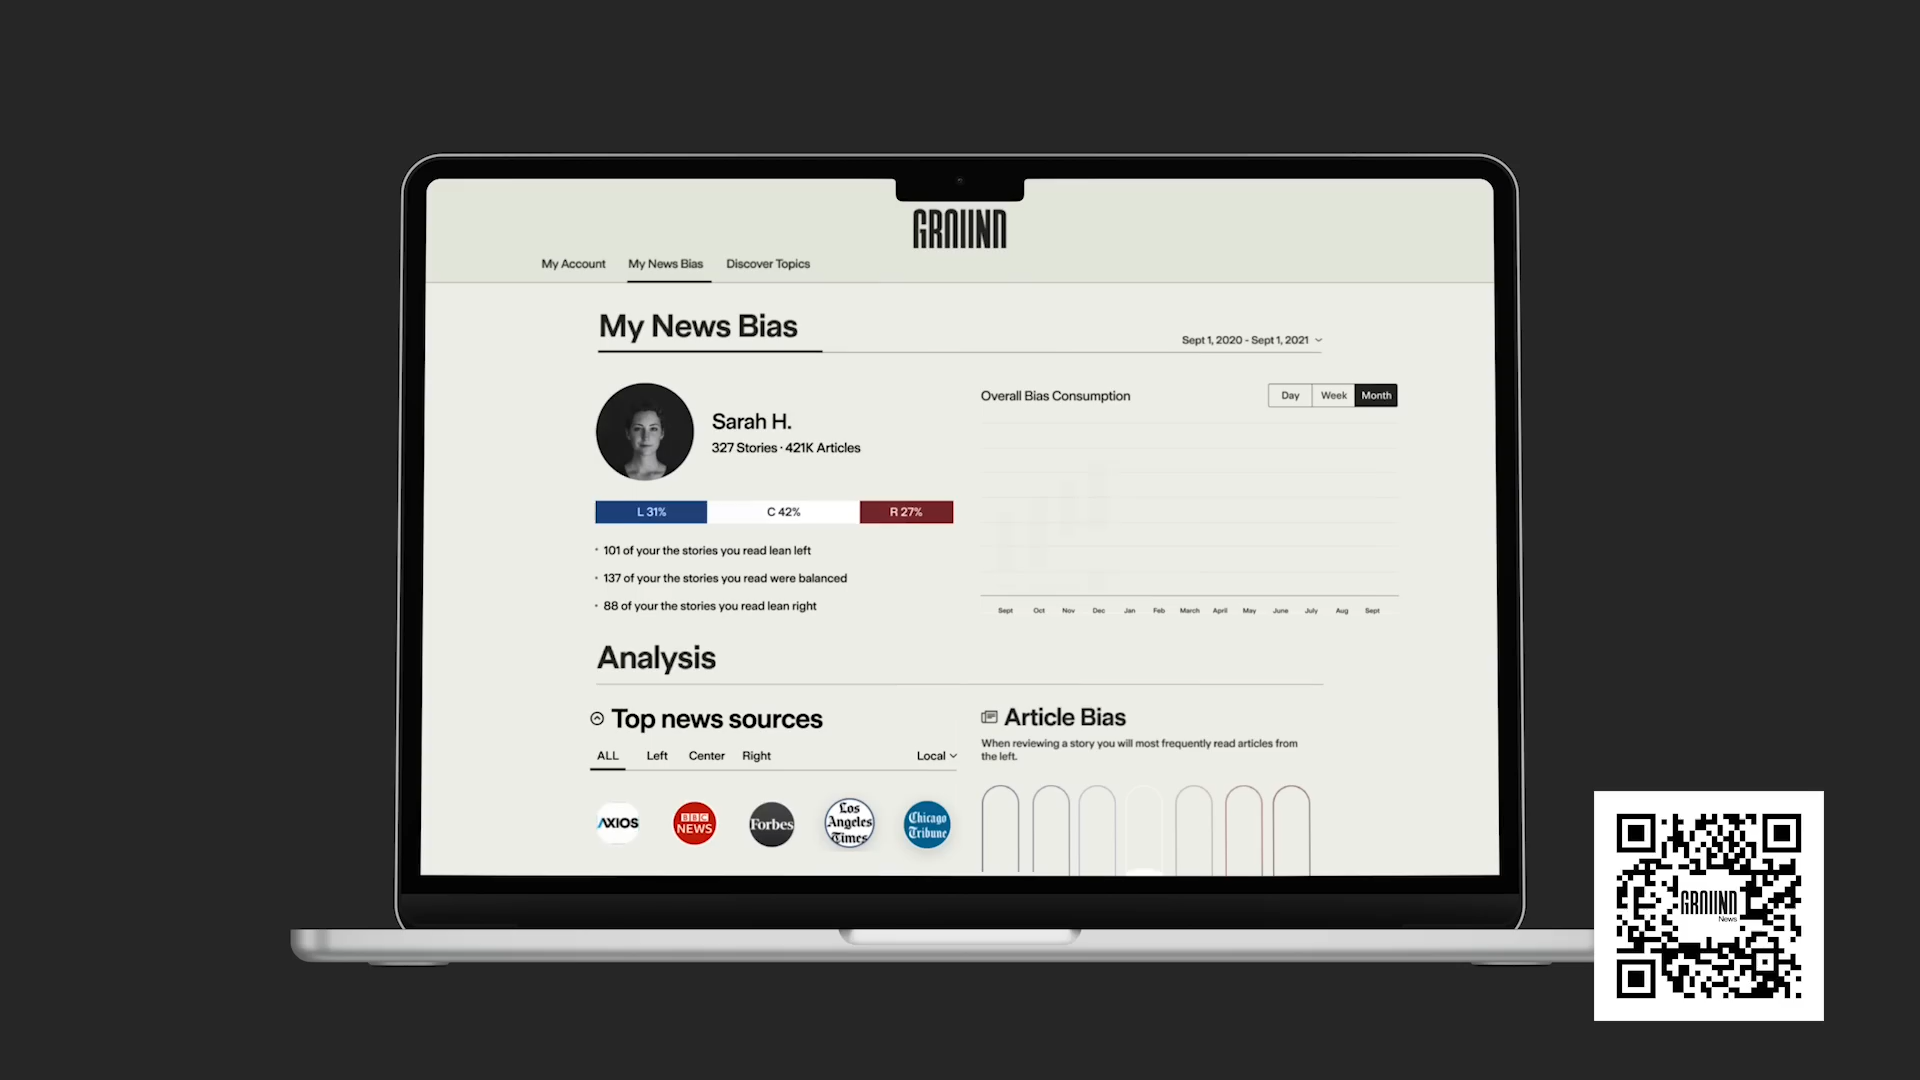 GROUND
My Account My News Bias Discover Topics
My News Bias
Sept 1, 2020 - Sept 1, 2021
Sarah H.
327 Stories · 421K Articles
L 31% C 42% R 27%
• 101 of your the stories you read lean left
• 137 of your the stories you read were balanced
• 88 of your the stories you read lean right
Overall Bias Consumption
Day Week Month
Sept Oct Nov Dec Jan Feb March April May June July Aug Sept
Analysis
Top news sources
ALL Left Center Right Local
AXIOS
BBC
NEWS
Forbes
Los
Angeles
Times
Chicago
Tribune
Article Bias
When reviewing a story you will most frequently read articles from
the left.
GROUND
News